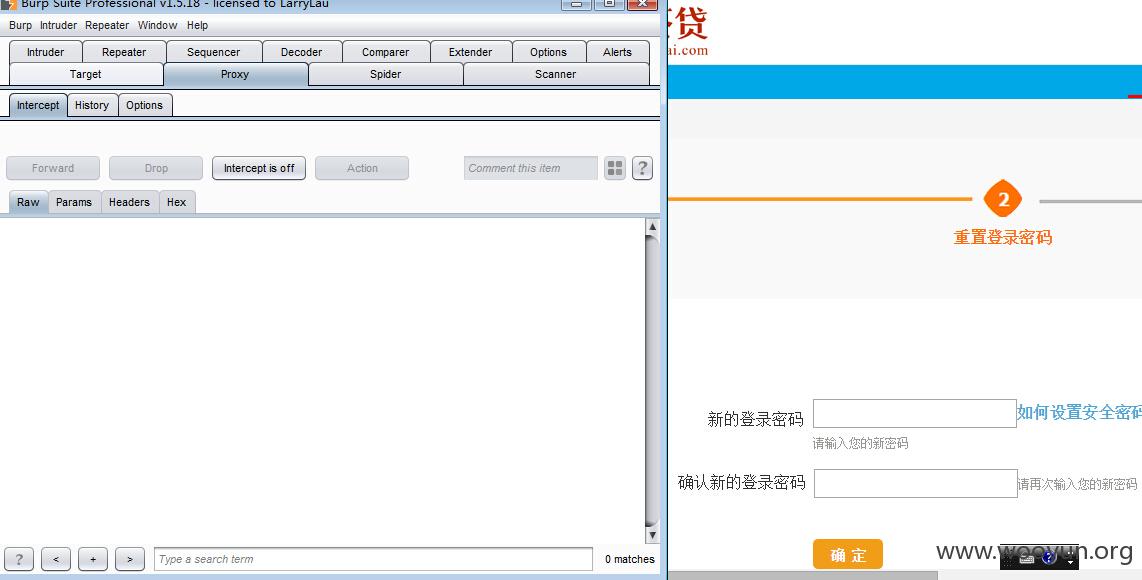 Burp Suite Professional v1.5.18 - licensed to LarryLau
Burp Intruder Repeater Window Help
Intruder Repeater Sequencer Decoder Comparer Extender Options Alerts
Target Proxy Spider Scanner
Intercept History Options
Forward Drop Intercept is off Action Comment this item ?
Raw Params Headers Hex
? < + > Type a search term 0 matches
贷
ai.com
2
重置登录密码
新的登录密码 如何设置安全密码
请输入您的新密码
确认新的登录密码 请再次输入您的新密码
确 定
www.wooyun.org